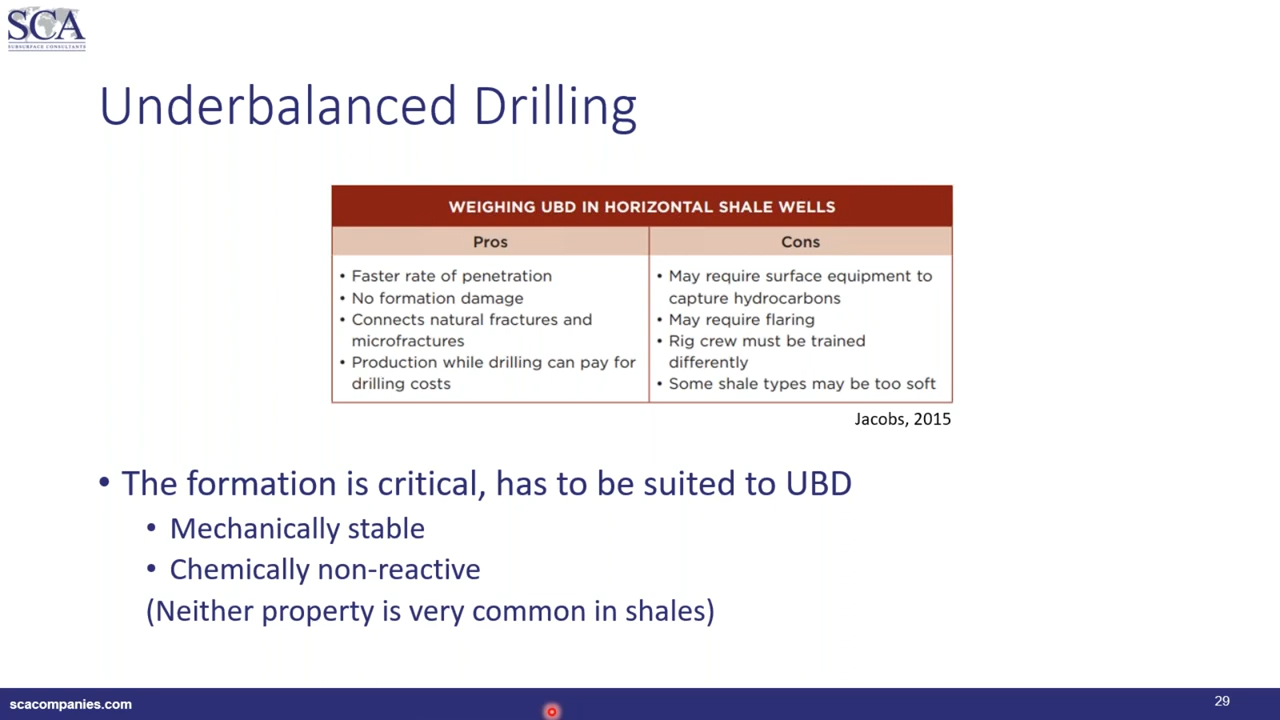 SCA
SUBSURFACE CONSULTANTS
Underbalanced Drilling
WEIGHING UBD IN HORIZONTAL SHALE WELLS
Pros
Cons
• Faster rate of penetration
• No formation damage
• Connects natural fractures and
microfractures
• Production while drilling can pay for
drilling costs
• May require surface equipment to
capture hydrocarbons
• May require flaring
• Rig crew must be trained
differently
• Some shale types may be too soft
Jacobs, 2015
• The formation is critical, has to be suited to UBD
• Mechanically stable
• Chemically non-reactive
(Neither property is very common in shales)
scacompanies.com
29